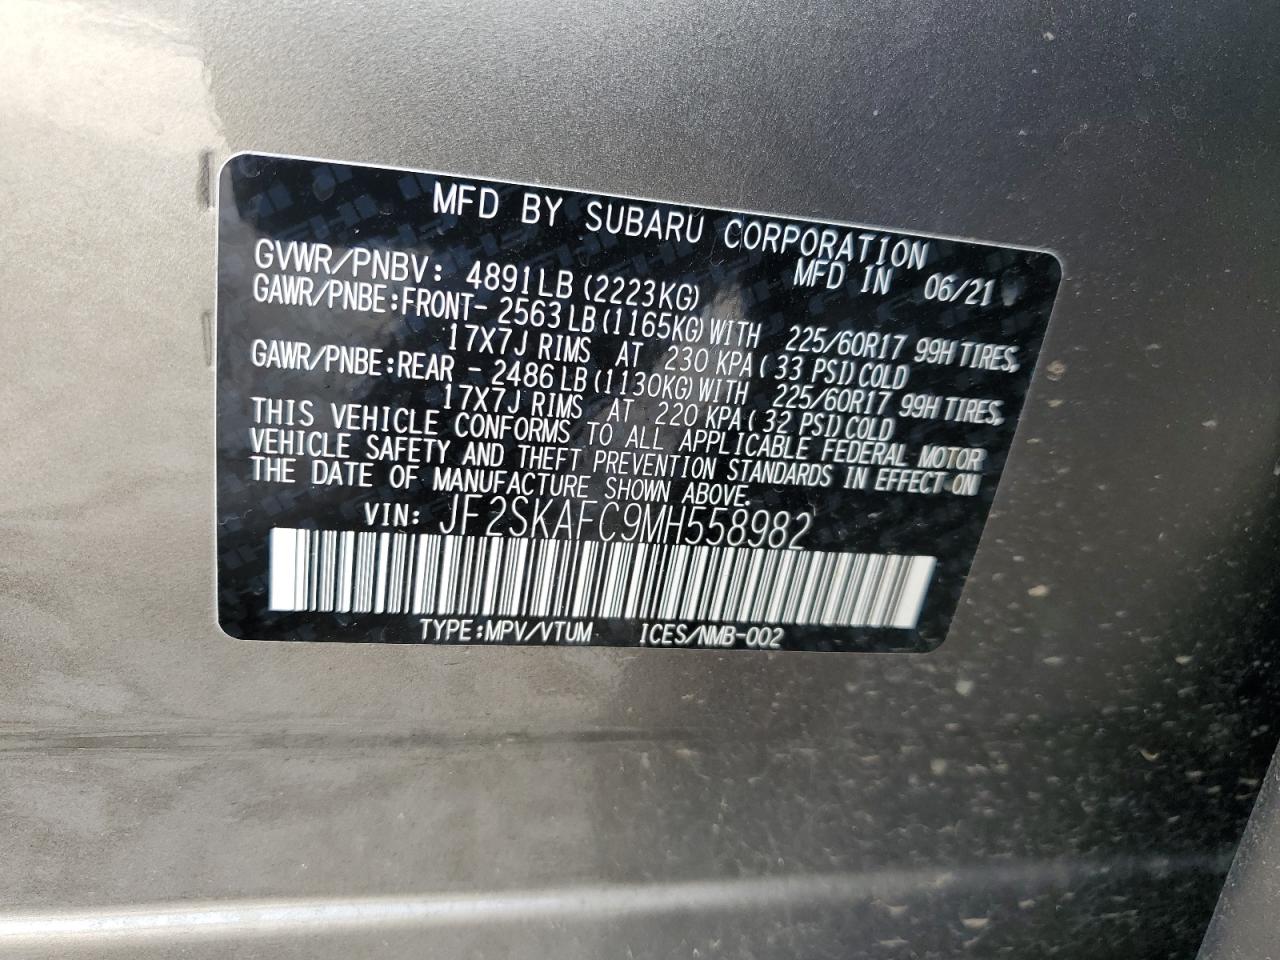 MFD BY SUBARU CORPORATION
MFD IN 06/21
GVWR/PNBV: 4891LB (2223KG)
GAWR/PNBE:FRONT- 2563 LB (1165KG) WITH 225/60R17 99H TIRES,
17X7J RIMS AT 230 KPA ( 33 PSI) COLD
GAWR/PNBE:REAR - 2486 LB (1130KG) WITH 225/60R17 99H TIRES,
17X7J RIMS AT 220 KPA ( 32 PSI) COLD
THIS VEHICLE CONFORMS TO ALL APPLICABLE FEDERAL MOTOR
VEHICLE SAFETY AND THEFT PREVENTION STANDARDS IN EFFECT ON
THE DATE OF MANUFACTURE SHOWN ABOVE.
VIN: JF2SKAFC9MH558982
TYPE:MPV/VTUM ICES/NMB-002